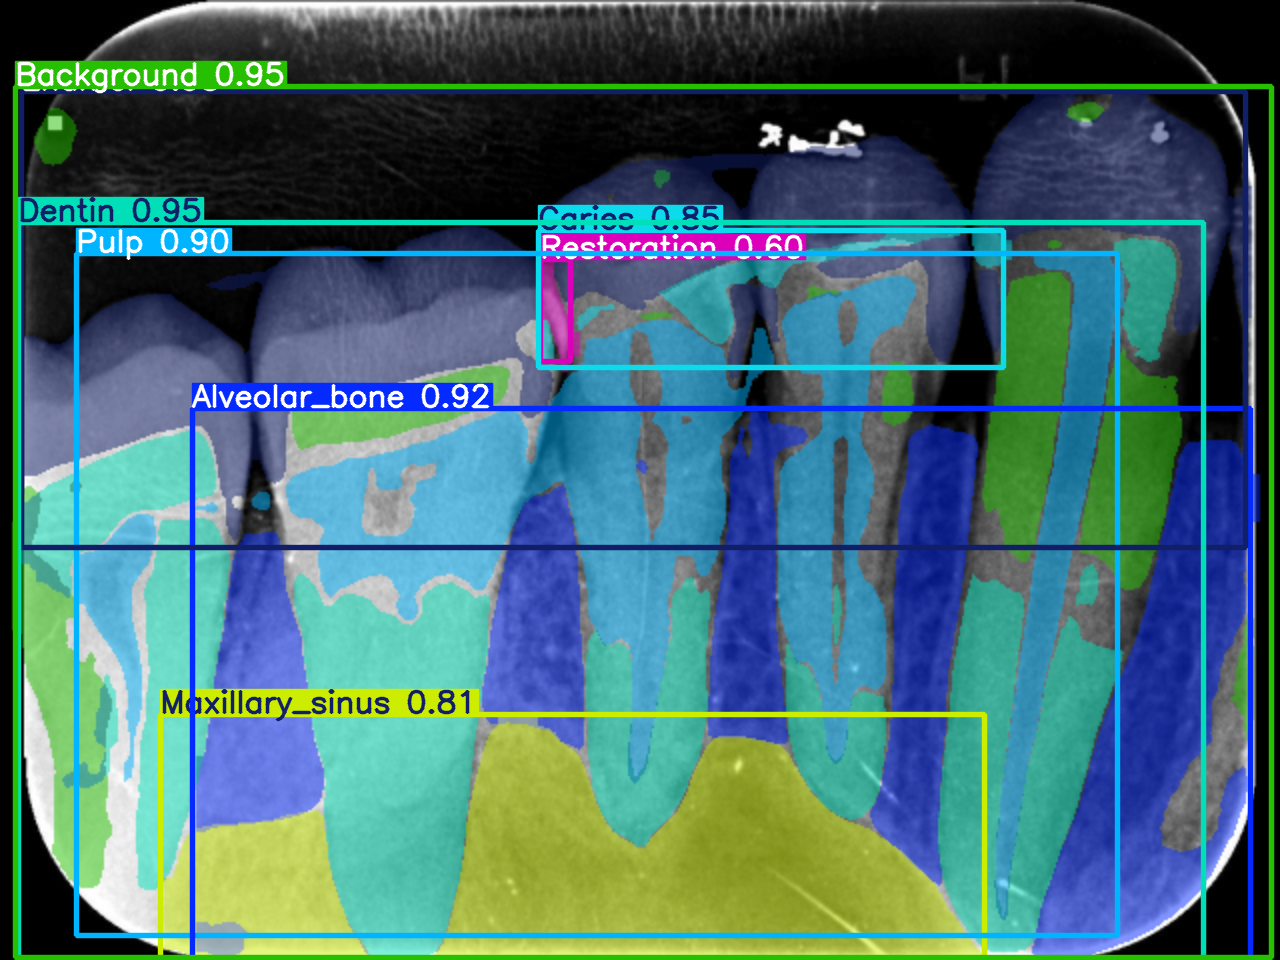 Background 0.95
Dentin 0.95
Caries 0.85
Pulp 0.90
Restoration 0.60
Alveolar_bone 0.92
Maxillary_sinus 0.81